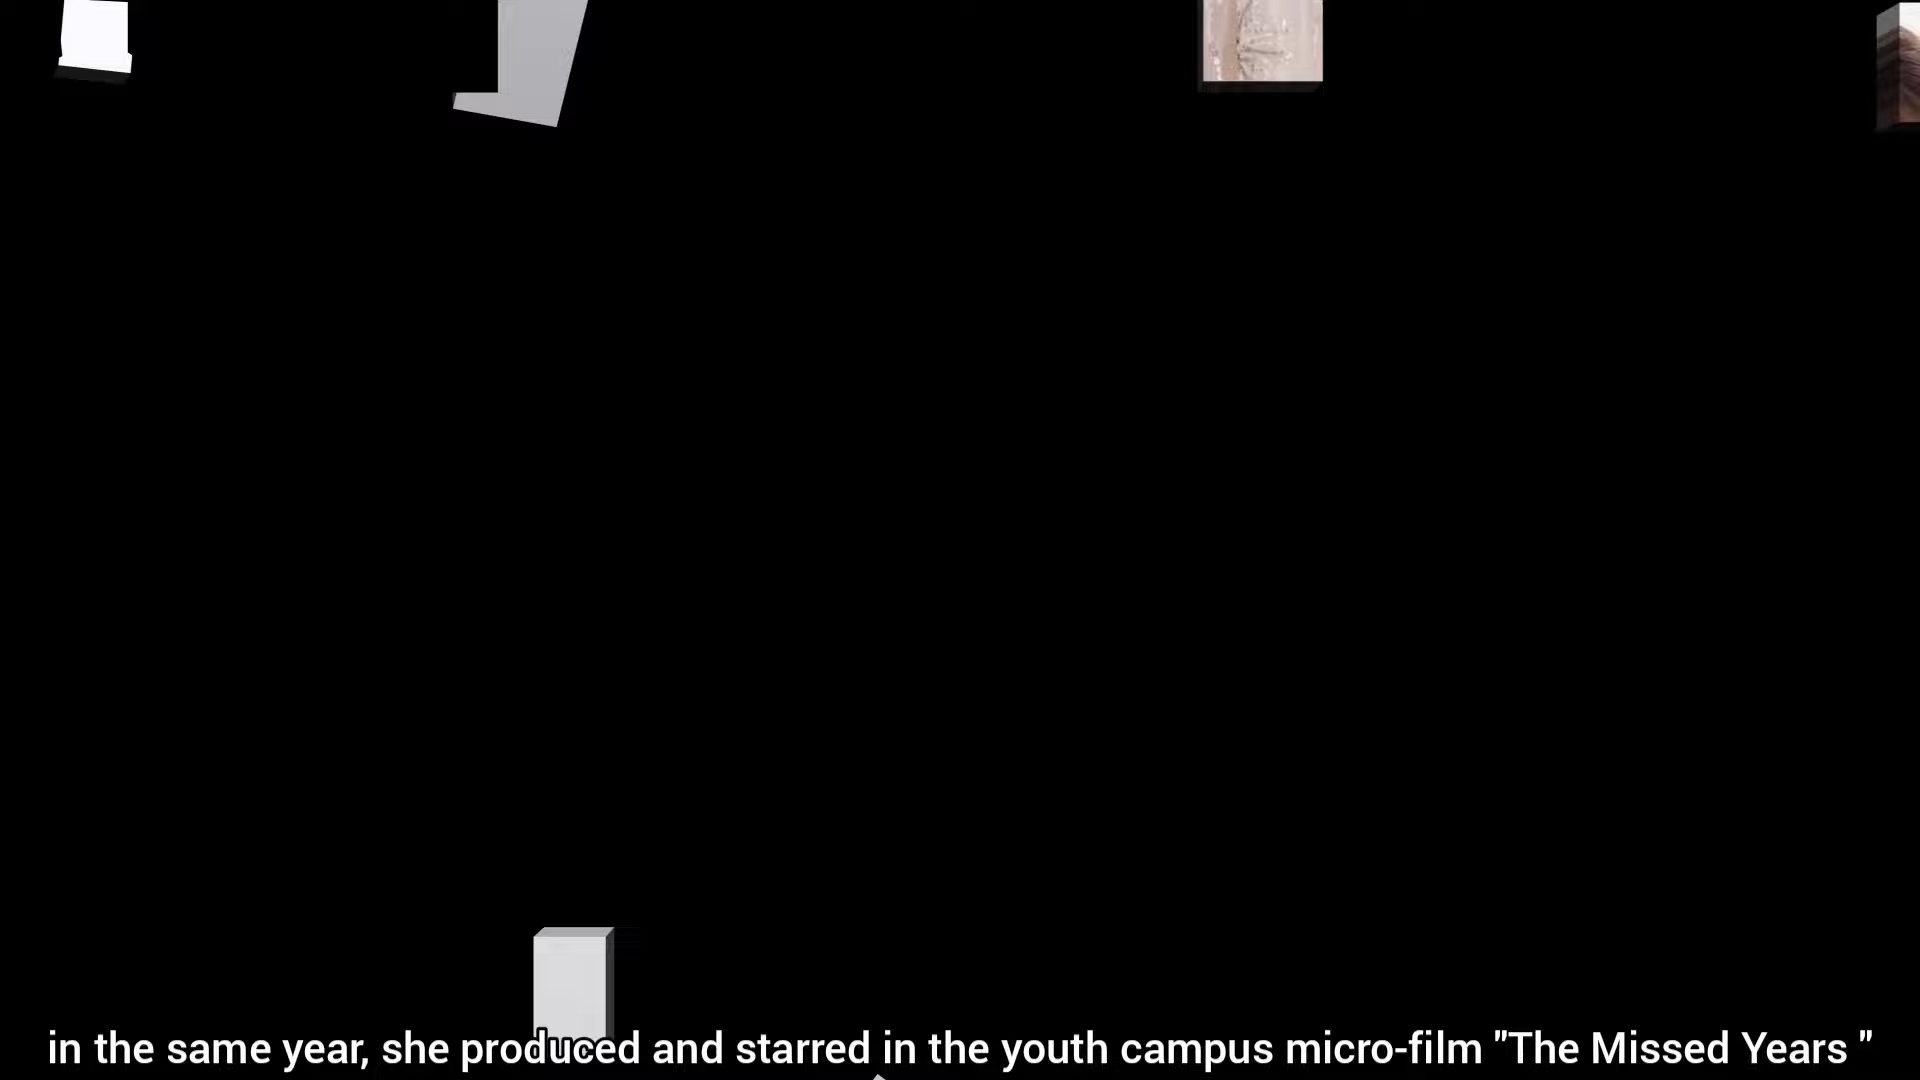 in the same year, she produced and starred in the youth campus micro-film "The Missed Years "